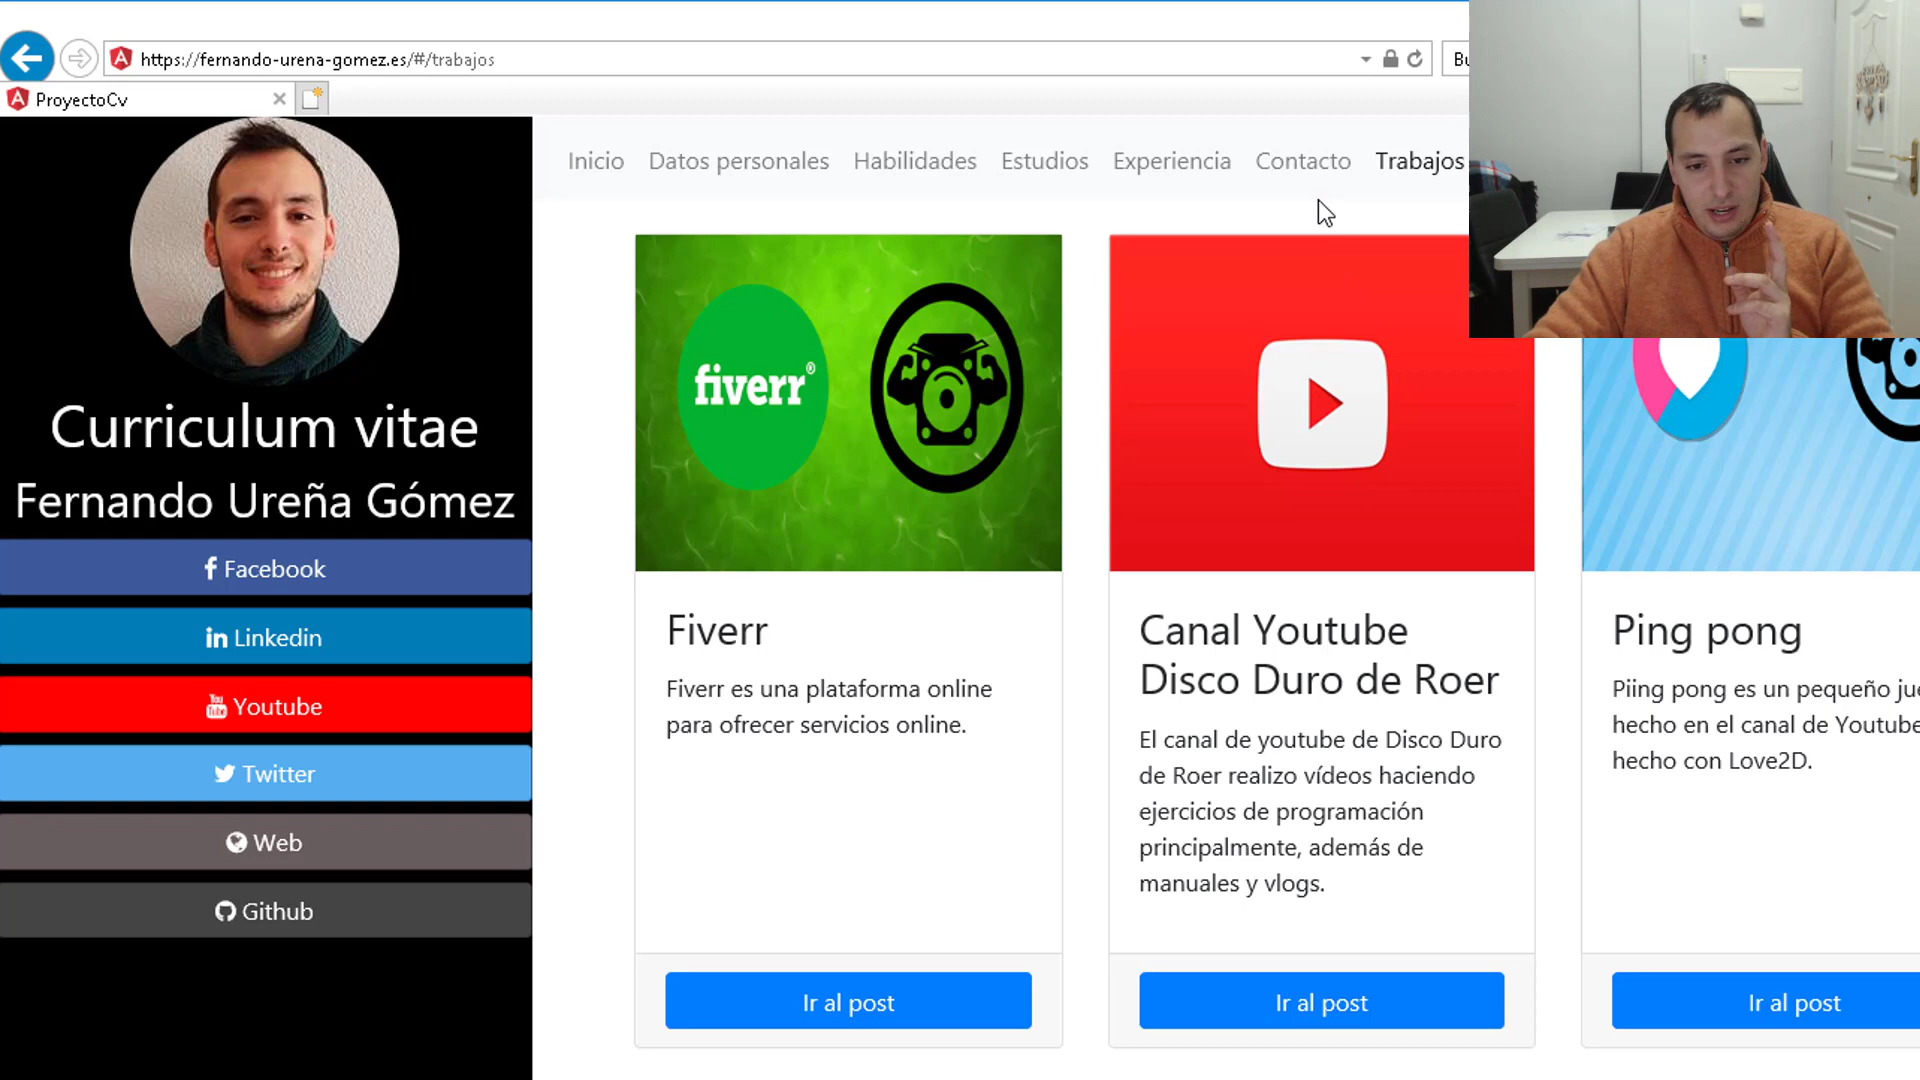 https://fernando-urena-gomez.es/#/trabajos
ProyectoCv
Inicio Datos personales Habilidades Estudios Experiencia Contacto Trabajos
Curriculum vitae
Fernando Ureña Gómez
Facebook
in Linkedin
You Tube Youtube
Twitter
Web
Github
fiverr®
Fiverr
Fiverr es una plataforma online
para ofrecer servicios online.
Ir al post
Canal Youtube
Disco Duro de Roer
El canal de youtube de Disco Duro
de Roer realizo vídeos haciendo
ejercicios de programación
principalmente, además de
manuales y vlogs.
Ir al post
Ping pong
Piing pong es un pequeño
hecho en el canal de Youtube
hecho con Love2D.
Ir al post